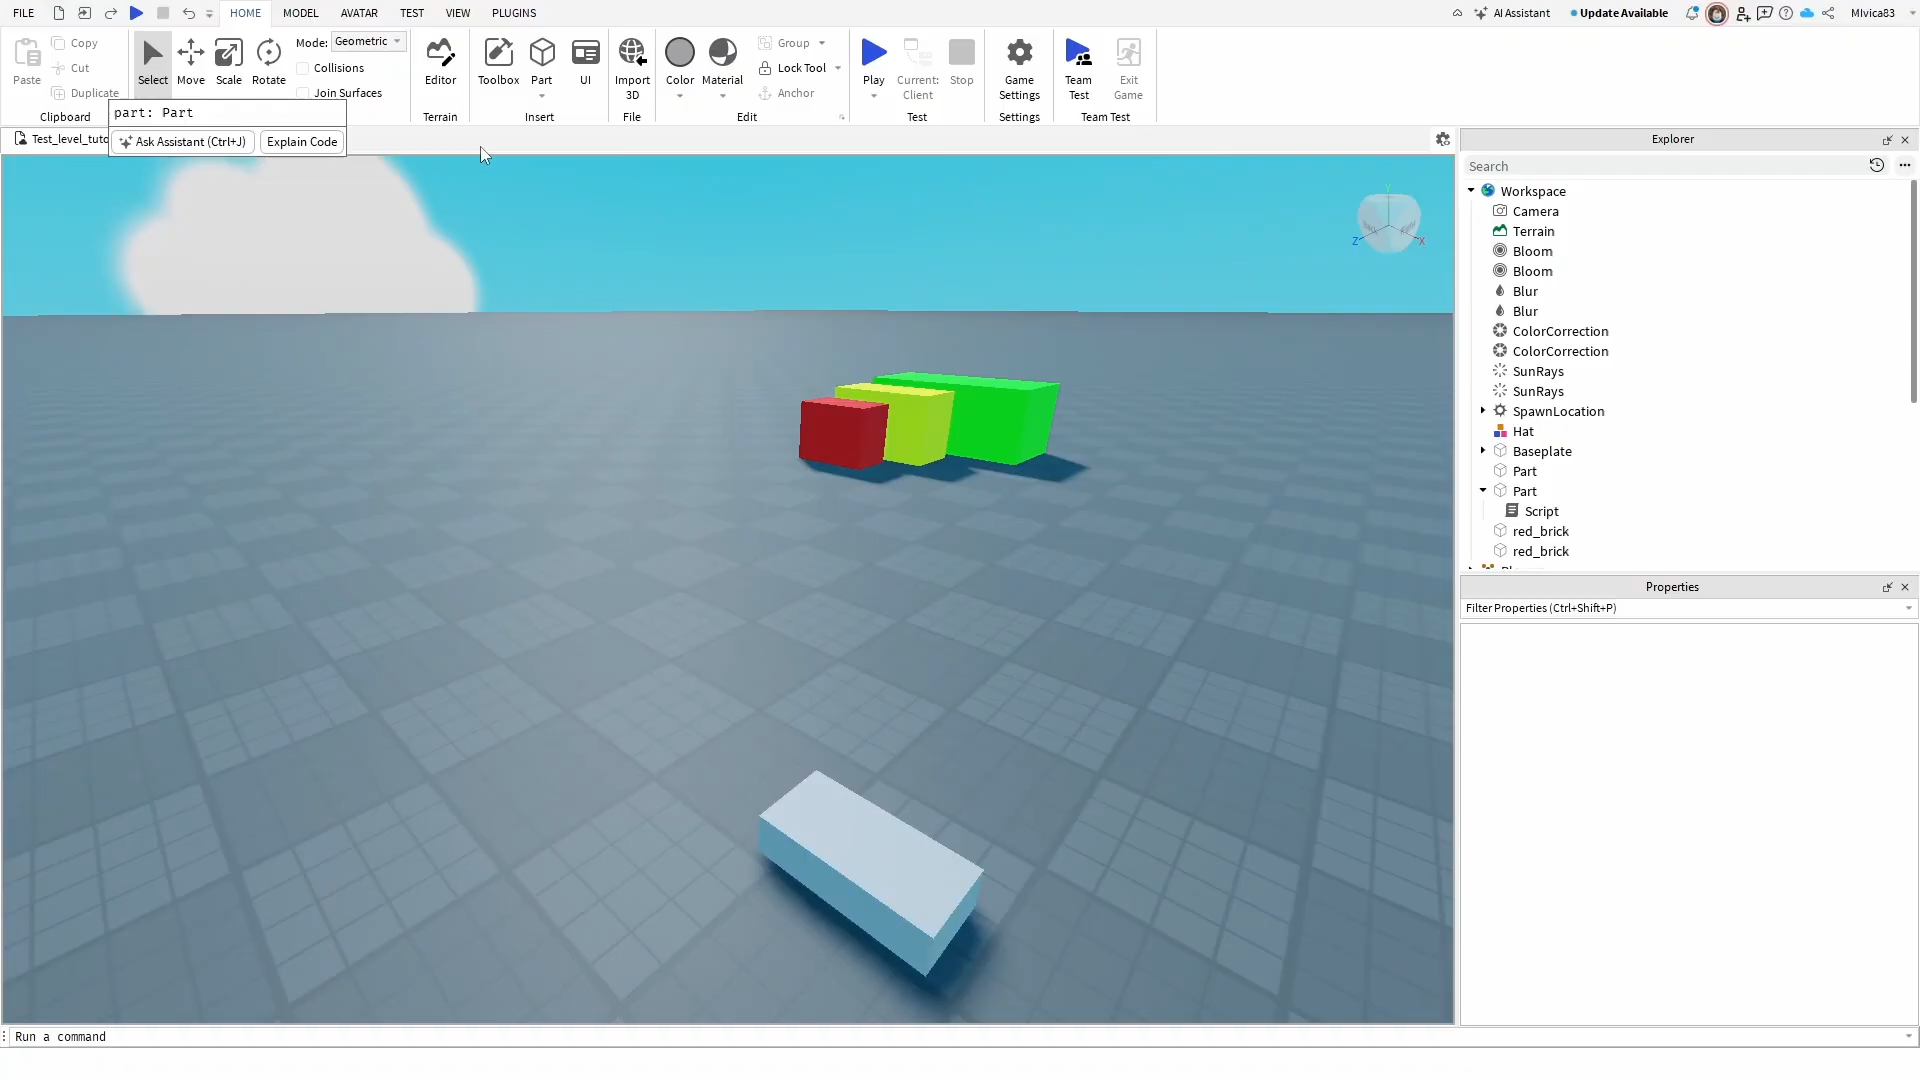 FILE HOME MODEL AVATAR TEST VIEW PLUGINS AI Assistant Update Available MIvica83
Paste Copy Cut Duplicate
Clipboard
Select Move Scale Rotate
Mode: Geometric
Collisions
Join Surfaces
Editor
Terrain
Toolbox Part UI
Insert
Import
3D
File
Color Material
Group
Lock Tool
Anchor
Edit
Play Current:
Client Stop
Test
Game
Settings
Settings
Team
Test Exit
Game
Team Test
part: Part
Ask Assistant (Ctrl+J) Explain Code
Test_level_tuto
Y
Z
X
Explorer
Search
Workspace
Camera
Terrain
Bloom
Bloom
Blur
Blur
ColorCorrection
ColorCorrection
SunRays
SunRays
SpawnLocation
Hat
Baseplate
Part
Part
Script
red_brick
red_brick
Properties
Filter Properties (Ctrl+Shift+P)
Run a command